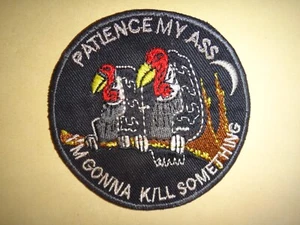 PATIENCE MY ASS
I'M GONNA KILL SOMETHING